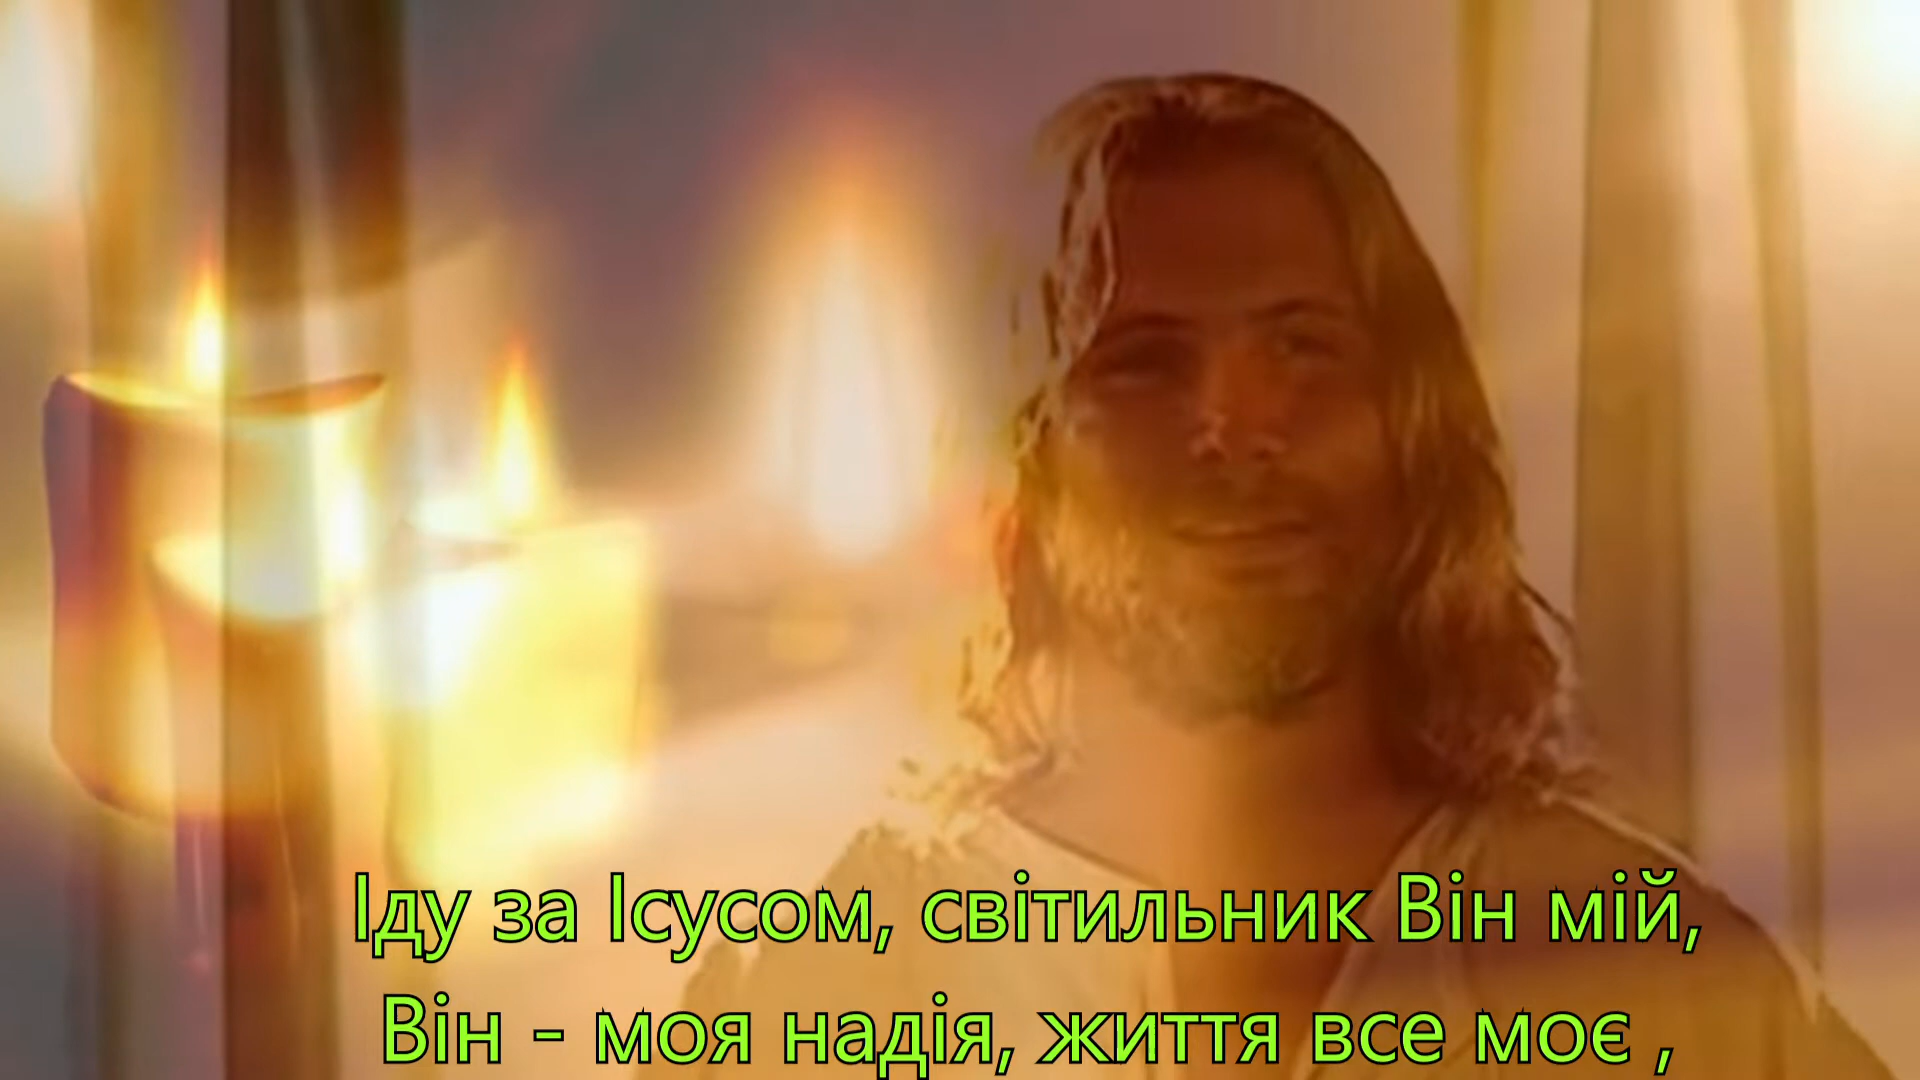 Іду за Ісусом, світильник Він мій,
Він - моя надія, життя все моє ,